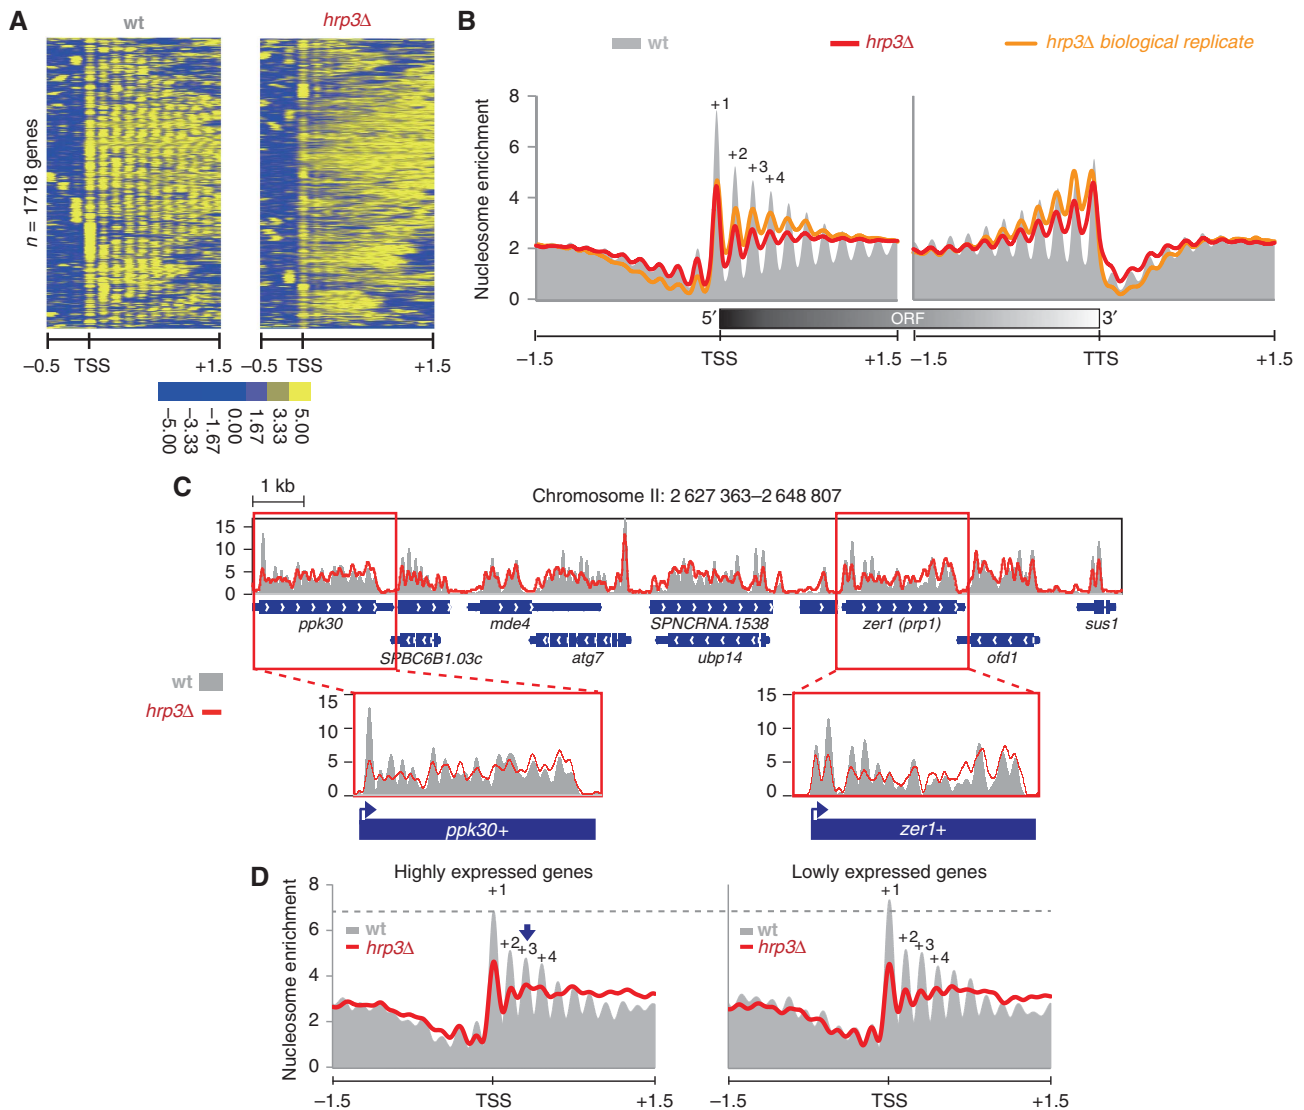 A
wt
hrp3Δ
n = 1718 genes
–0.5 TSS +1.5
–0.5 TSS +1.5
–5.00
–3.33
–1.67
0.00
1.67
3.33
5.00
B
wt
hrp3Δ
hrp3Δ biological replicate
Nucleosome enrichment
8
6
4
2
0
+1
+2
+3
+4
5′ ORF 3′
–1.5 TSS +1.5
–1.5 TTS +1.5
C
1 kb
Chromosome II: 2 627 363–2 648 807
15
10
5
0
ppk30
mde4
SPNCRNA.1538
zer1 (prp1)
sus1
SPBC6B1.03c
atg7
ubp14
ofd1
wt
hrp3Δ
15
10
5
0
ppk30+
15
10
5
0
zer1+
D
Highly expressed genes
Nucleosome enrichment
8
6
4
2
0
wt
hrp3Δ
+1
+2
+3
+4
–1.5 TSS +1.5
Lowly expressed genes
wt
hrp3Δ
+1
+2
+3
+4
–1.5 TSS +1.5